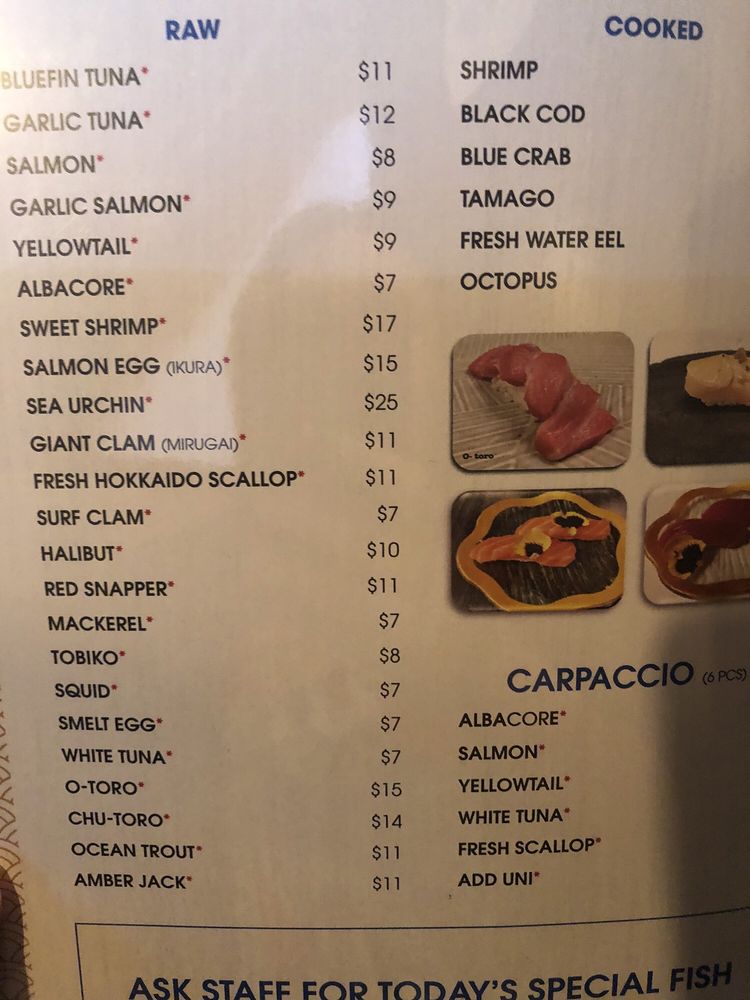 RAW
BLUEFIN TUNA* $11
GARLIC TUNA* $12
SALMON* $8
GARLIC SALMON* $9
YELLOWTAIL* $9
ALBACORE* $7
SWEET SHRIMP* $17
SALMON EGG (IKURA)* $15
SEA URCHIN* $25
GIANT CLAM (MIRUGAI)* $11
FRESH HOKKAIDO SCALLOP* $11
SURF CLAM* $7
HALIBUT* $10
RED SNAPPER* $11
MACKEREL* $7
TOBIKO* $8
SQUID* $7
SMELT EGG* $7
WHITE TUNA* $7
O-TORO* $15
CHU-TORO* $14
OCEAN TROUT* $11
AMBER JACK* $11
COOKED
SHRIMP
BLACK COD
BLUE CRAB
TAMAGO
FRESH WATER EEL
OCTOPUS
O- toro
CARPACCIO (6 PCS)
ALBACORE*
SALMON*
YELLOWTAIL*
WHITE TUNA*
FRESH SCALLOP*
ADD UNI*
ASK STAFF FOR TODAY'S SPECIAL FISH